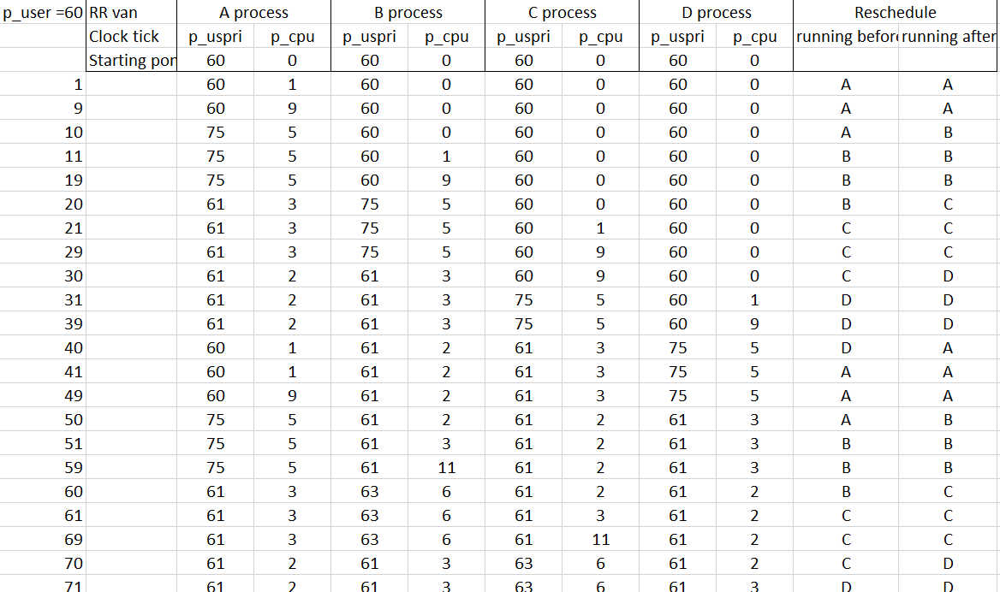 p_user =60 RR van A process B process C process D process Reschedule
Clock tick p_uspri p_cpu p_uspri p_cpu p_uspri p_cpu p_uspri p_cpu running befor running after
Starting por 60 0 60 0 60 0 60 0
1 60 1 60 0 60 0 60 0 A A
9 60 9 60 0 60 0 60 0 A A
10 75 5 60 0 60 0 60 0 A B
11 75 5 60 1 60 0 60 0 B B
19 75 5 60 9 60 0 60 0 B B
20 61 3 75 5 60 0 60 0 B C
21 61 3 75 5 60 1 60 0 C C
29 61 3 75 5 60 9 60 0 C C
30 61 2 61 3 60 9 60 0 C D
31 61 2 61 3 75 5 60 1 D D
39 61 2 61 3 75 5 60 9 D D
40 60 1 61 2 61 3 75 5 D A
41 60 1 61 2 61 3 75 5 A A
49 60 9 61 2 61 3 75 5 A A
50 75 5 61 2 61 2 61 3 A B
51 75 5 61 3 61 2 61 3 B B
59 75 5 61 11 61 2 61 3 B B
60 61 3 63 6 61 2 61 2 B C
61 61 3 63 6 61 3 61 2 C C
69 61 3 63 6 61 11 61 2 C C
70 61 2 61 3 63 6 61 2 C D
71 61 2 61 3 63 6 61 3 D D